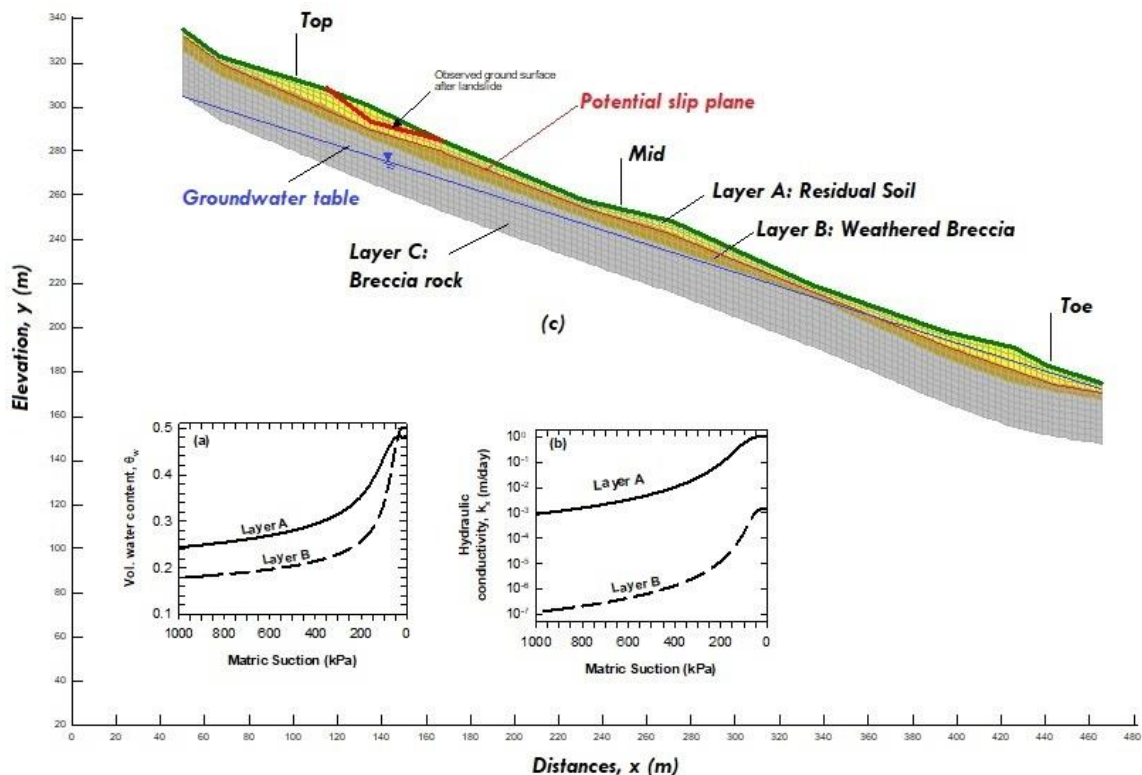 340
320
300
280
260
240
220
200
180
160
140
120
100
80
60
40
20
Elevation, y (m)
Top
Observed ground surface
after landslide
Potential slip plane
Groundwater table
Mid
Layer A: Residual Soil
Layer B: Weathered Breccia
Layer C:
Breccia rock
Toe
(c)
(a)
0.5
0.4
0.3
0.2
0.1
Vol. water content, θw
Layer A
Layer B
1000 800 600 400 200 0
Matric Suction (kPa)
(b)
10⁰
10⁻¹
10⁻²
10⁻³
10⁻⁴
10⁻⁵
10⁻⁶
10⁻⁷
Hydraulic
conductivity, kx (m/day)
Layer A
Layer B
1000 800 600 400 200 0
Matric Suction (kPa)
0 20 40 60 80 100 120 140 160 180 200 220 240 260 280 300 320 340 360 380 400 420 440 460 480
Distances, x (m)